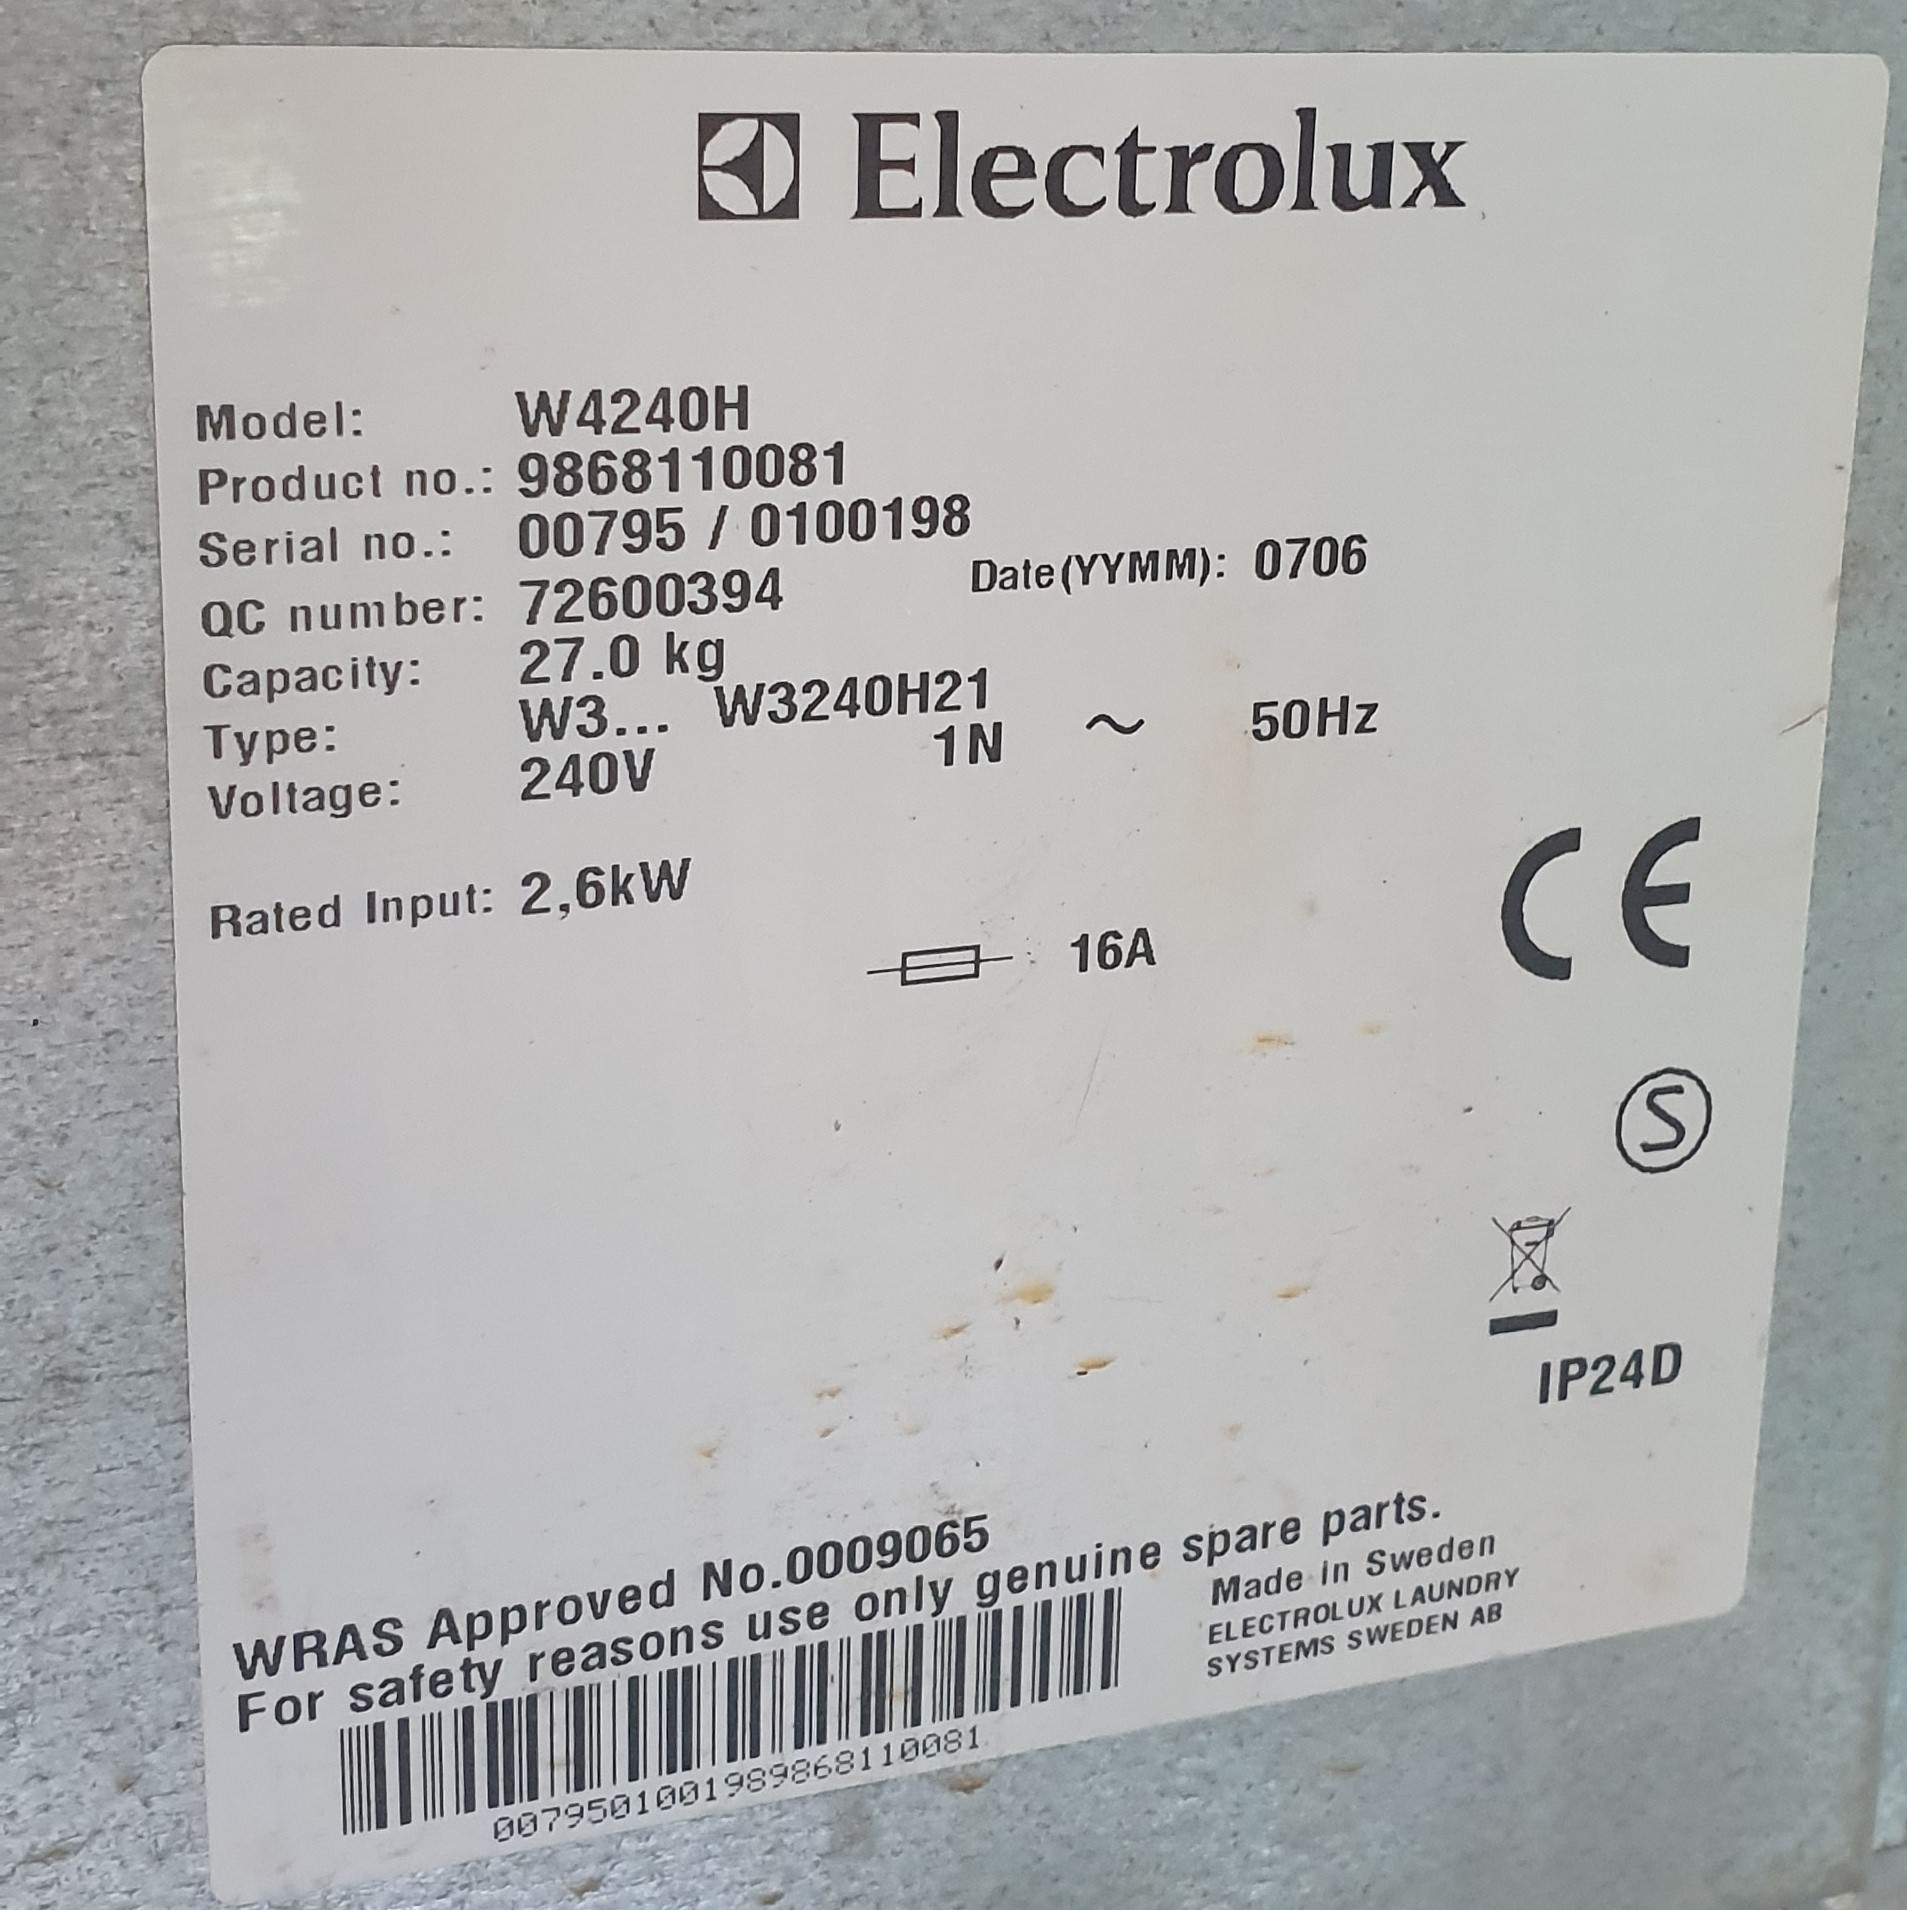 Electrolux
Model: W4240H
Product no.: 9868110081
Serial no.: 00795 / 0100198
QC number: 72600394 Date(YYMM): 0706
Capacity: 27.0 kg
Type: W3... W3240H21
Voltage: 240V 1N ~ 50Hz
Rated Input: 2,6kW
16A
CE
S
IP24D
WRAS Approved No.0009065
For safety reasons use only genuine spare parts.
Made in Sweden
ELECTROLUX LAUNDRY
SYSTEMS SWEDEN AB
0079501001989868110081